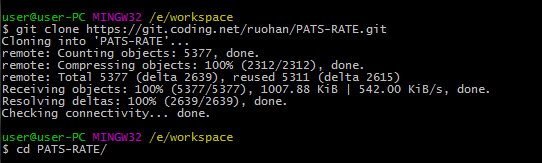 user@user-PC MINGW32 /e/workspace
$ git clone https://git.coding.net/ruohan/PATS-RATE.git
Cloning into 'PATS-RATE'...
remote: Counting objects: 5377, done.
remote: Compressing objects: 100% (2312/2312), done.
remote: Total 5377 (delta 2639), reused 5311 (delta 2615)
Receiving objects: 100% (5377/5377), 1007.88 KiB | 542.00 KiB/s, done.
Resolving deltas: 100% (2639/2639), done.
Checking connectivity... done.
user@user-PC MINGW32 /e/workspace
$ cd PATS-RATE/